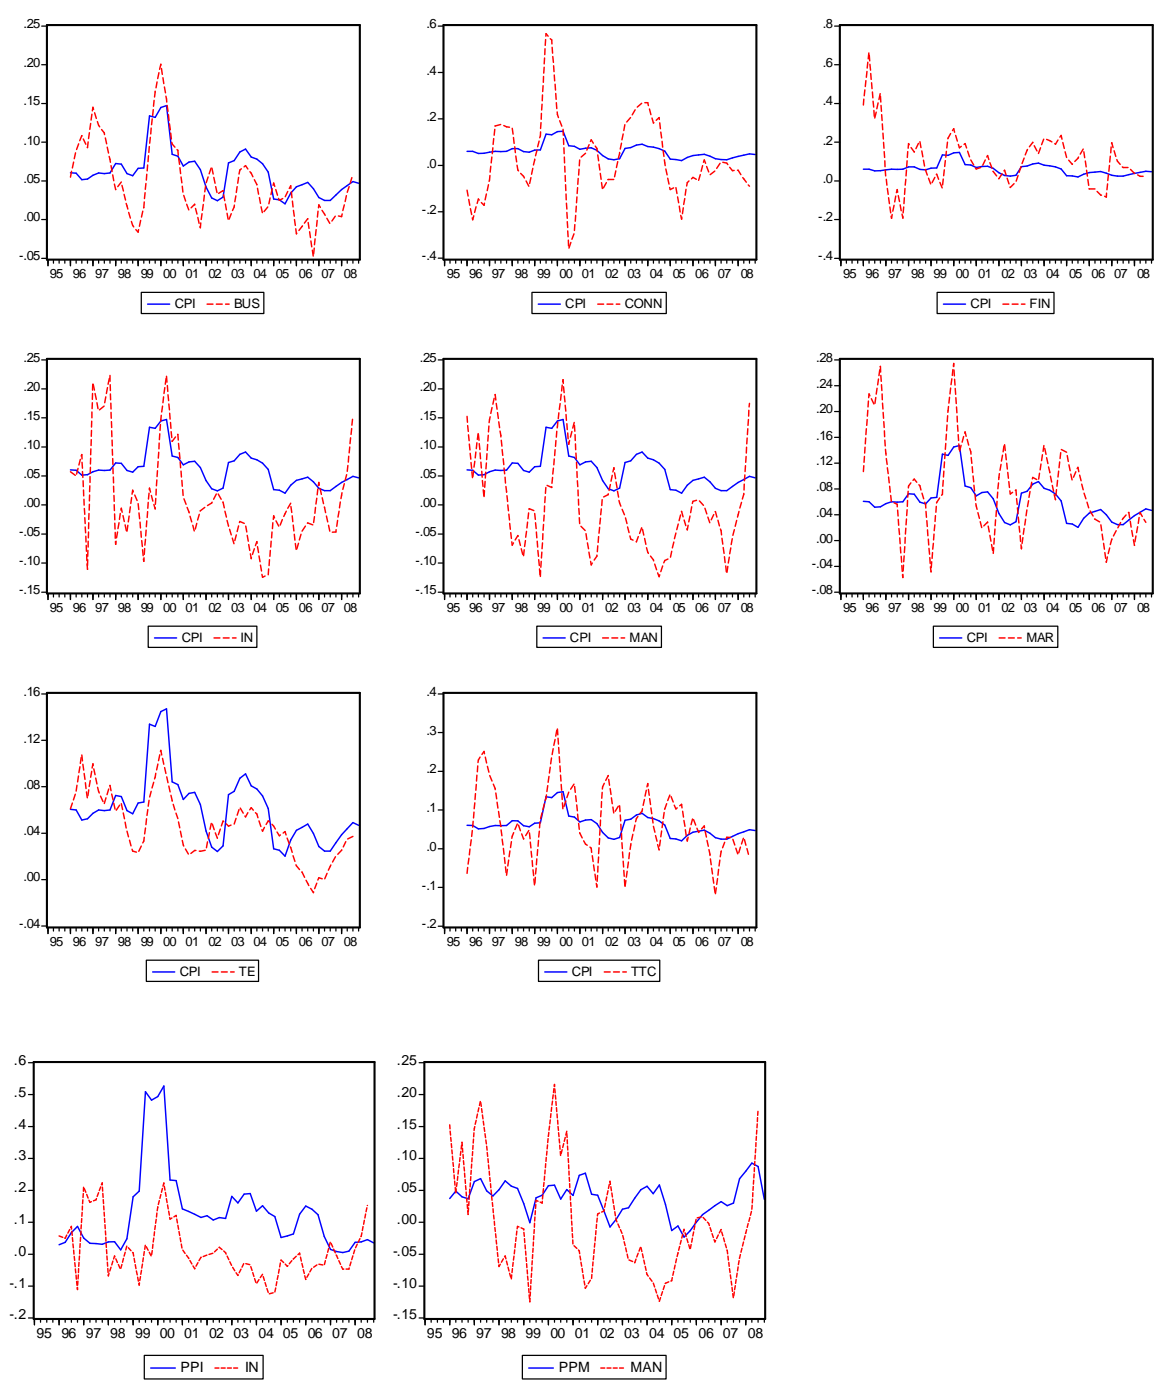 .25 .20 .15 .10 .05 .00 -.05
95 96 97 98 99 00 01 02 03 04 05 06 07 08
CPI BUS
.6 .4 .2 .0 -.2 -.4
95 96 97 98 99 00 01 02 03 04 05 06 07 08
CPI CONN
.8 .6 .4 .2 .0 -.2 -.4
95 96 97 98 99 00 01 02 03 04 05 06 07 08
CPI FIN
.25 .20 .15 .10 .05 .00 -.05 -.10 -.15
95 96 97 98 99 00 01 02 03 04 05 06 07 08
CPI IN
.25 .20 .15 .10 .05 .00 -.05 -.10 -.15
95 96 97 98 99 00 01 02 03 04 05 06 07 08
CPI MAN
.28 .24 .20 .16 .12 .08 .04 .00 -.04 -.08
95 96 97 98 99 00 01 02 03 04 05 06 07 08
CPI MAR
.16 .12 .08 .04 .00 -.04
95 96 97 98 99 00 01 02 03 04 05 06 07 08
CPI TE
.4 .3 .2 .1 .0 -.1 -.2
95 96 97 98 99 00 01 02 03 04 05 06 07 08
CPI TTC
.6 .5 .4 .3 .2 .1 .0 -.1 -.2
95 96 97 98 99 00 01 02 03 04 05 06 07 08
PPI IN
.25 .20 .15 .10 .05 .00 -.05 -.10 -.15
95 96 97 98 99 00 01 02 03 04 05 06 07 08
PPM MAN